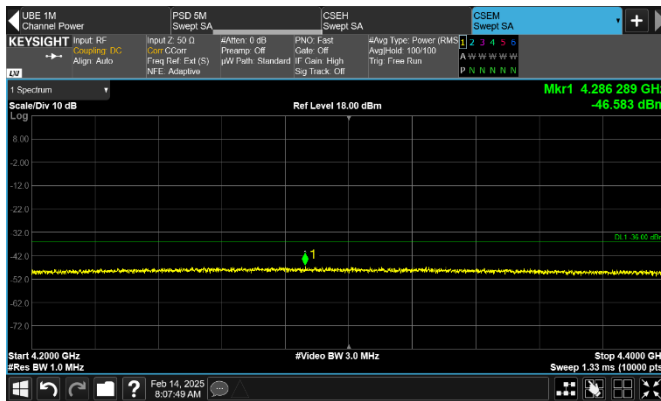 UBE 1M
Channel Power
PSD 5M
Swept SA
CSEH
Swept SA
CSEM
Swept SA
+
KEYSIGHT
Input: RF
Coupling: DC
Align: Auto
Input Z: 50 Ω
Corr CCorr
Freq Ref: Ext (S)
NFE: Adaptive
#Atten: 0 dB
Preamp: Off
µW Path: Standard
PNO: Fast
Gate: Off
IF Gain: High
Sig Track: Off
#Avg Type: Power (RMS
Avg|Hold: 100/100
Trig: Free Run
1 2 3 4 5 6
A W W W W W
P N N N N N
LXI
1 Spectrum
Scale/Div 10 dB
Ref Level 18.00 dBm
Mkr1 4.286 289 GHz
-46.583 dBm
Log
8.00
-2.00
-12.0
-22.0
-32.0
-42.0
-52.0
-62.0
-72.0
DL1 -36.00 dBm
1
Start 4.2000 GHz
#Res BW 1.0 MHz
#Video BW 3.0 MHz
Stop 4.4000 GHz
Sweep 1.33 ms (10000 pts)
?
Feb 14, 2025
8:07:49 AM